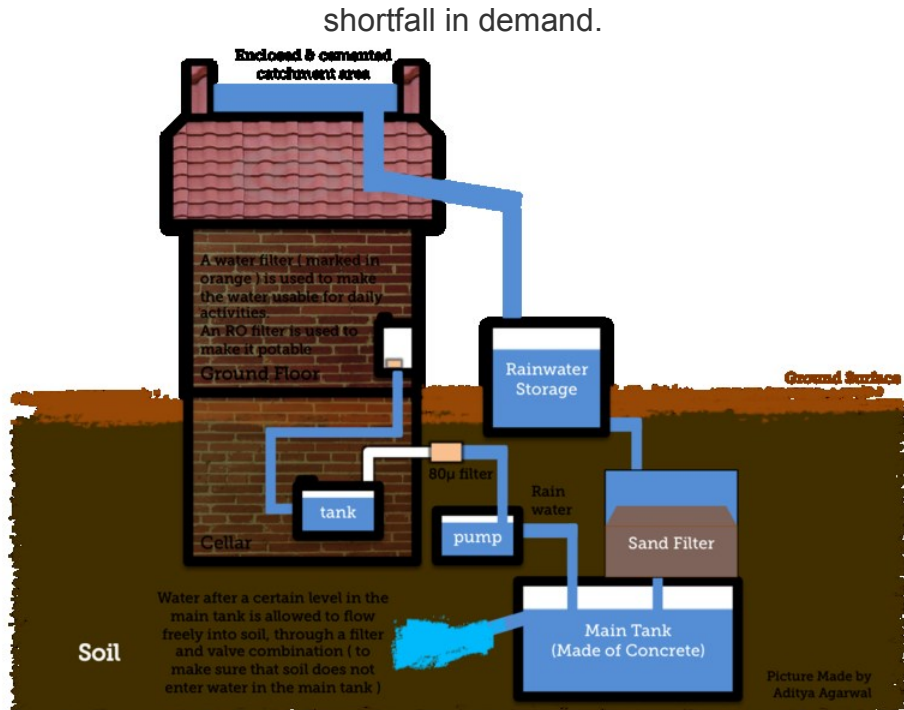 shortfall in demand.
Enclosed & cemented
catchment area
A water filter ( marked in
orange ) is used to make
the water usable for daily
activities.
An RO filter is used to
make it potable
Ground Floor
Rainwater
Storage
Ground Surface
80µ filter
tank
Rain
water
pump
Sand Filter
Cellar
Water after a certain level in the
main tank is allowed to flow
freely into soil, through a filter
and valve combination ( to
make sure that soil does not
enter water in the main tank )
Main Tank
(Made of Concrete)
Soil
Picture Made by
Aditya Agarwal